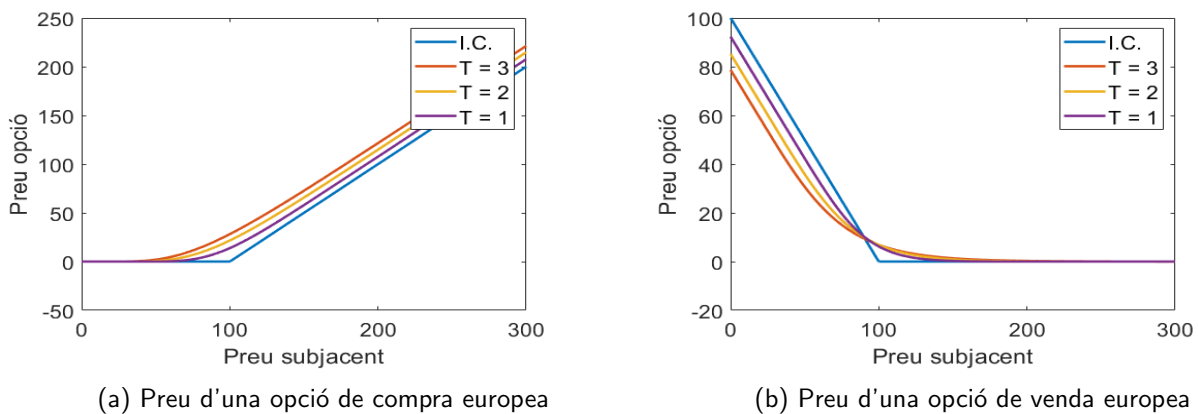 250
200
150
100
50
0
-50
0
100
200
300
Preu opció
Preu subjacent
I.C.
T = 3
T = 2
T = 1
(a) Preu d'una opció de compra europea
100
80
60
40
20
0
-20
0
100
200
300
Preu opció
Preu subjacent
I.C.
T = 3
T = 2
T = 1
(b) Preu d'una opció de venda europea